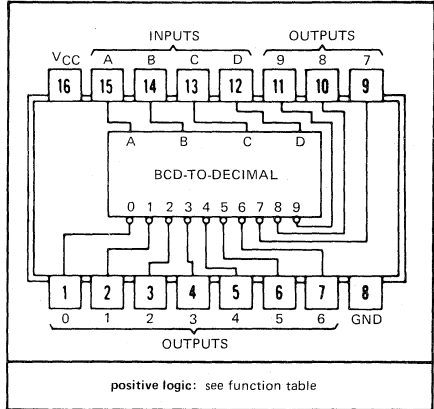 INPUTS OUTPUTS
VCC A B C D 9 8 7
16 15 14 13 12 11 10 9
A B C D
BCD-TO-DECIMAL
0 1 2 3 4 5 6 7 8 9
1 2 3 4 5 6 7 8
0 1 2 3 4 5 6 GND
OUTPUTS
positive logic: see function table